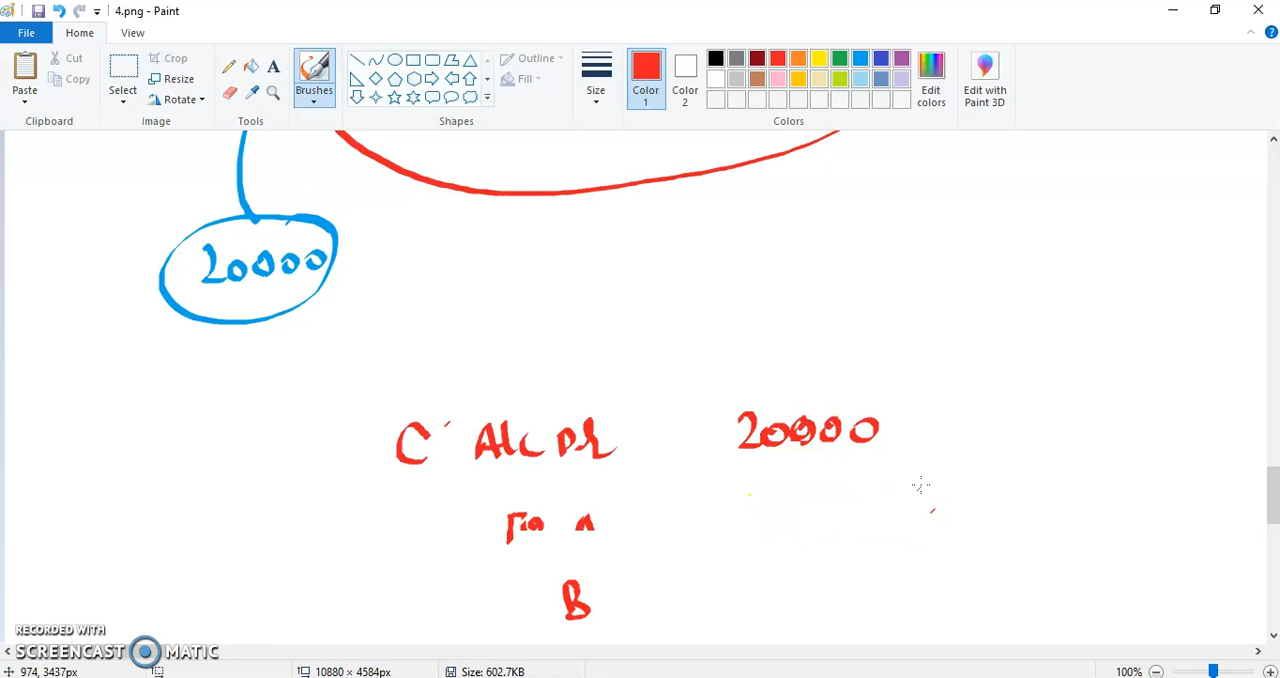 4.png - Paint
File Home View
Paste Cut Copy Select Crop Resize Rotate A Brushes Outline Fill Size Color 1 Color 2 Edit colors Edit with Paint 3D
Clipboard Image Tools Shapes Colors
20000
C A/c Dr 20000
A
B
RECORDED WITH
SCREENCAST MATIC
974, 3437px 10880 × 4584px Size: 602.7KB 100%